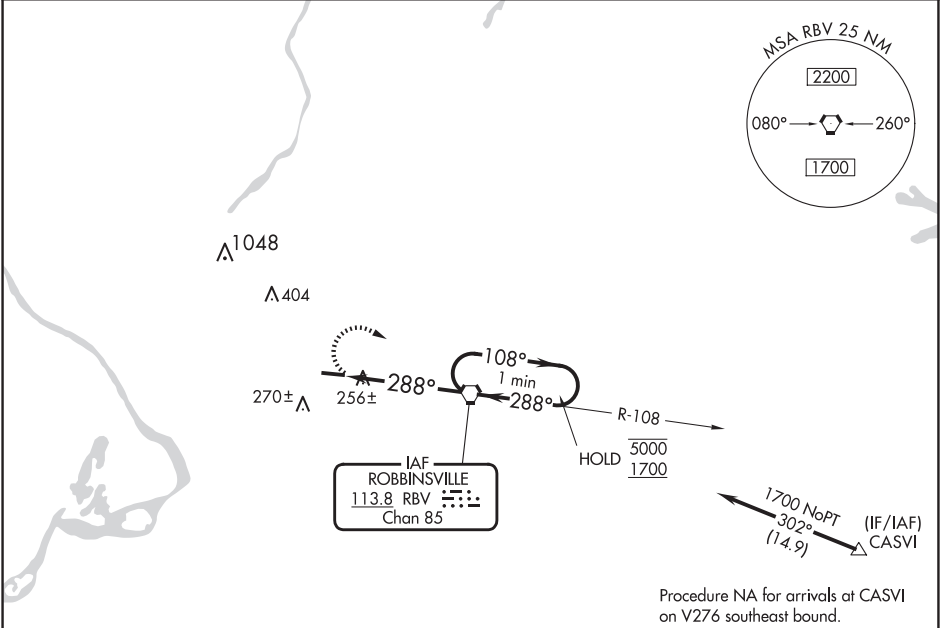 MSA RBV 25 NM
2200
080°
260°
1700
1048
404
108°
1 min
288°
288°
270±
256±
R-108
HOLD
5000
1700
IAF
ROBBINSVILLE
113.8 RBV
Chan 85
1700 NoPT
302°
(14.9)
(IF/IAF)
CASVI
Procedure NA for arrivals at CASVI
on V276 southeast bound.